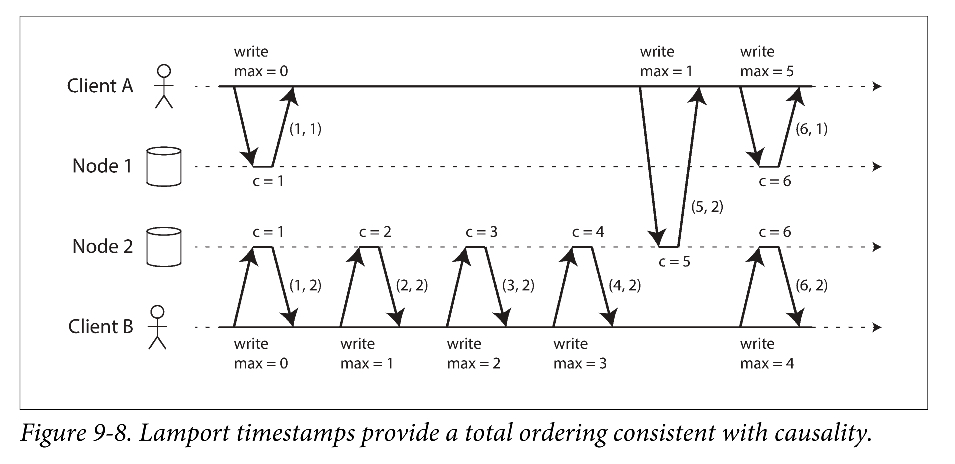 write
max = 0
write
max = 1
write
max = 5
Client A
(1, 1)
(6, 1)
Node 1
c = 1
c = 6
(5, 2)
Node 2
c = 1
c = 2
c = 3
c = 4
c = 5
c = 6
(1, 2)
(2, 2)
(3, 2)
(4, 2)
(6, 2)
Client B
write
max = 0
write
max = 1
write
max = 2
write
max = 3
write
max = 4
Figure 9-8. Lamport timestamps provide a total ordering consistent with causality.